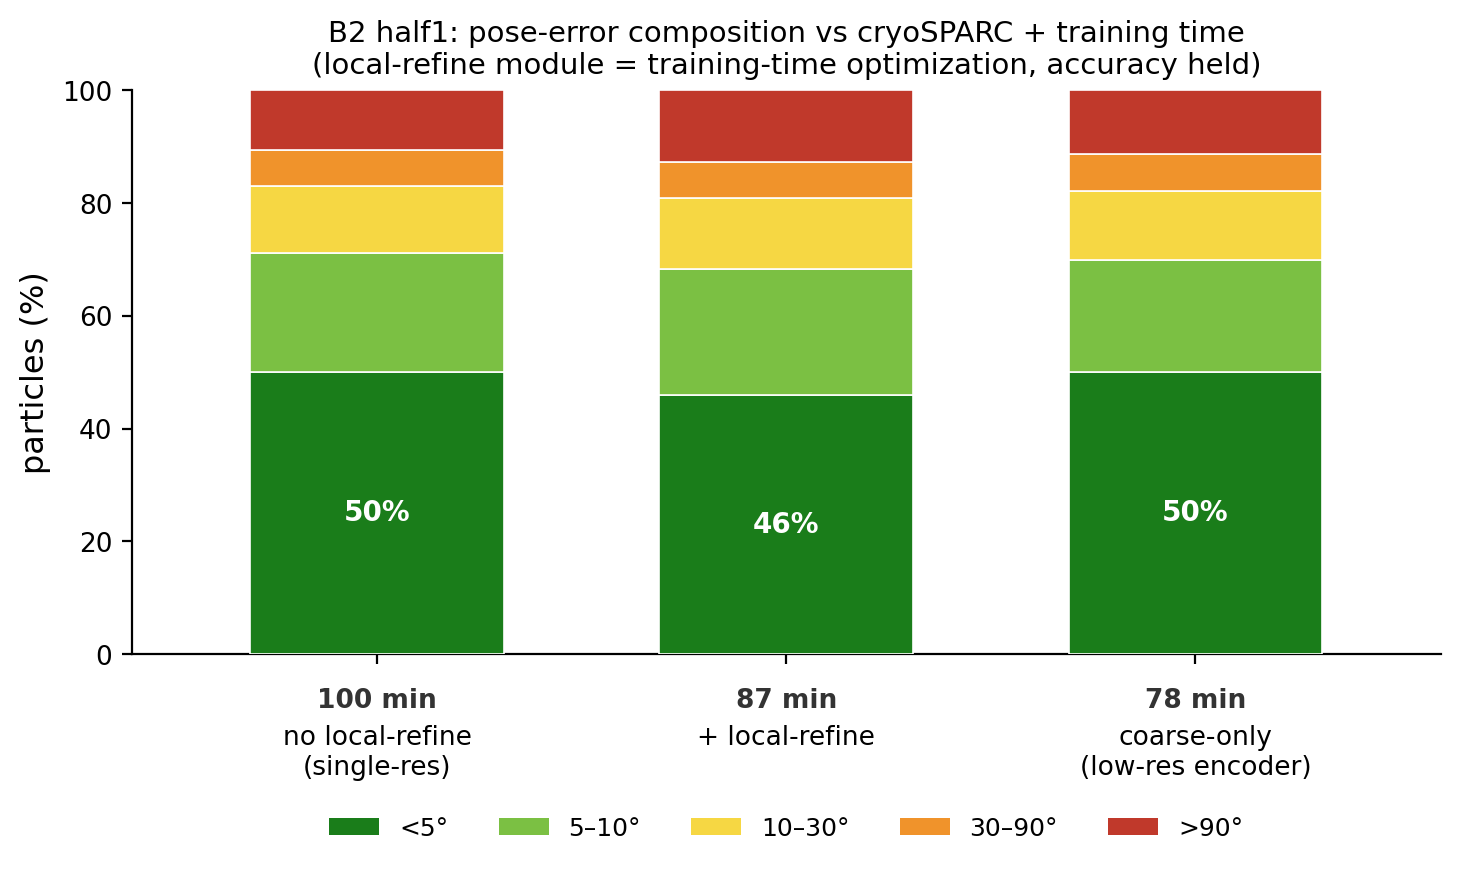 B2 half1: pose-error composition vs cryoSPARC + training time
(local-refine module = training-time optimization, accuracy held)
particles (%)
100
80
60
40
20
0
50%
46%
50%
100 min
no local-refine
(single-res)
87 min
+ local-refine
78 min
coarse-only
(low-res encoder)
<5°
5–10°
10–30°
30–90°
>90°